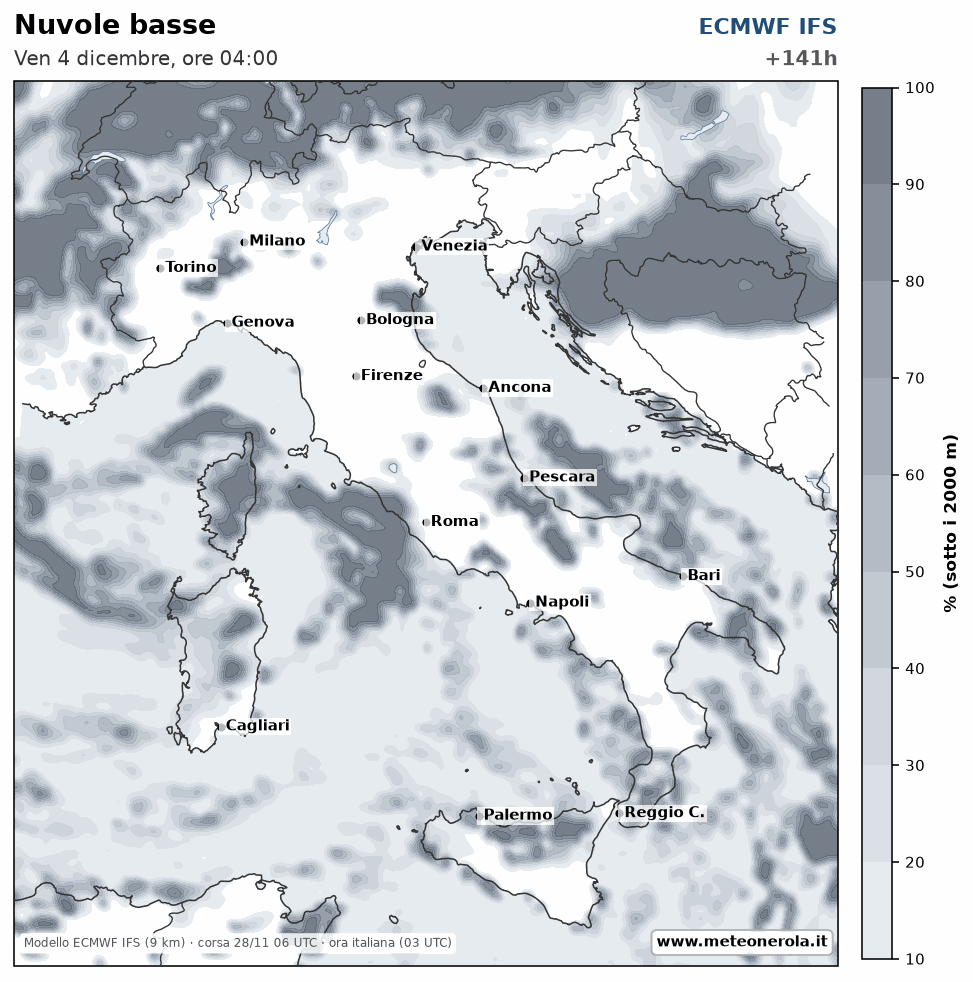 Nuvole basse
ECMWF IFS
Ven 4 dicembre, ore 04:00
+141h
Milano
Venezia
Torino
Genova
Bologna
Firenze
Ancona
Pescara
Roma
Bari
Napoli
Cagliari
Palermo
Reggio C.
100
90
80
70
60
50
40
30
20
10
% (sotto i 2000 m)
Modello ECMWF IFS (9 km) · corsa 28/11 06 UTC · ora italiana (03 UTC)
www.meteonerola.it